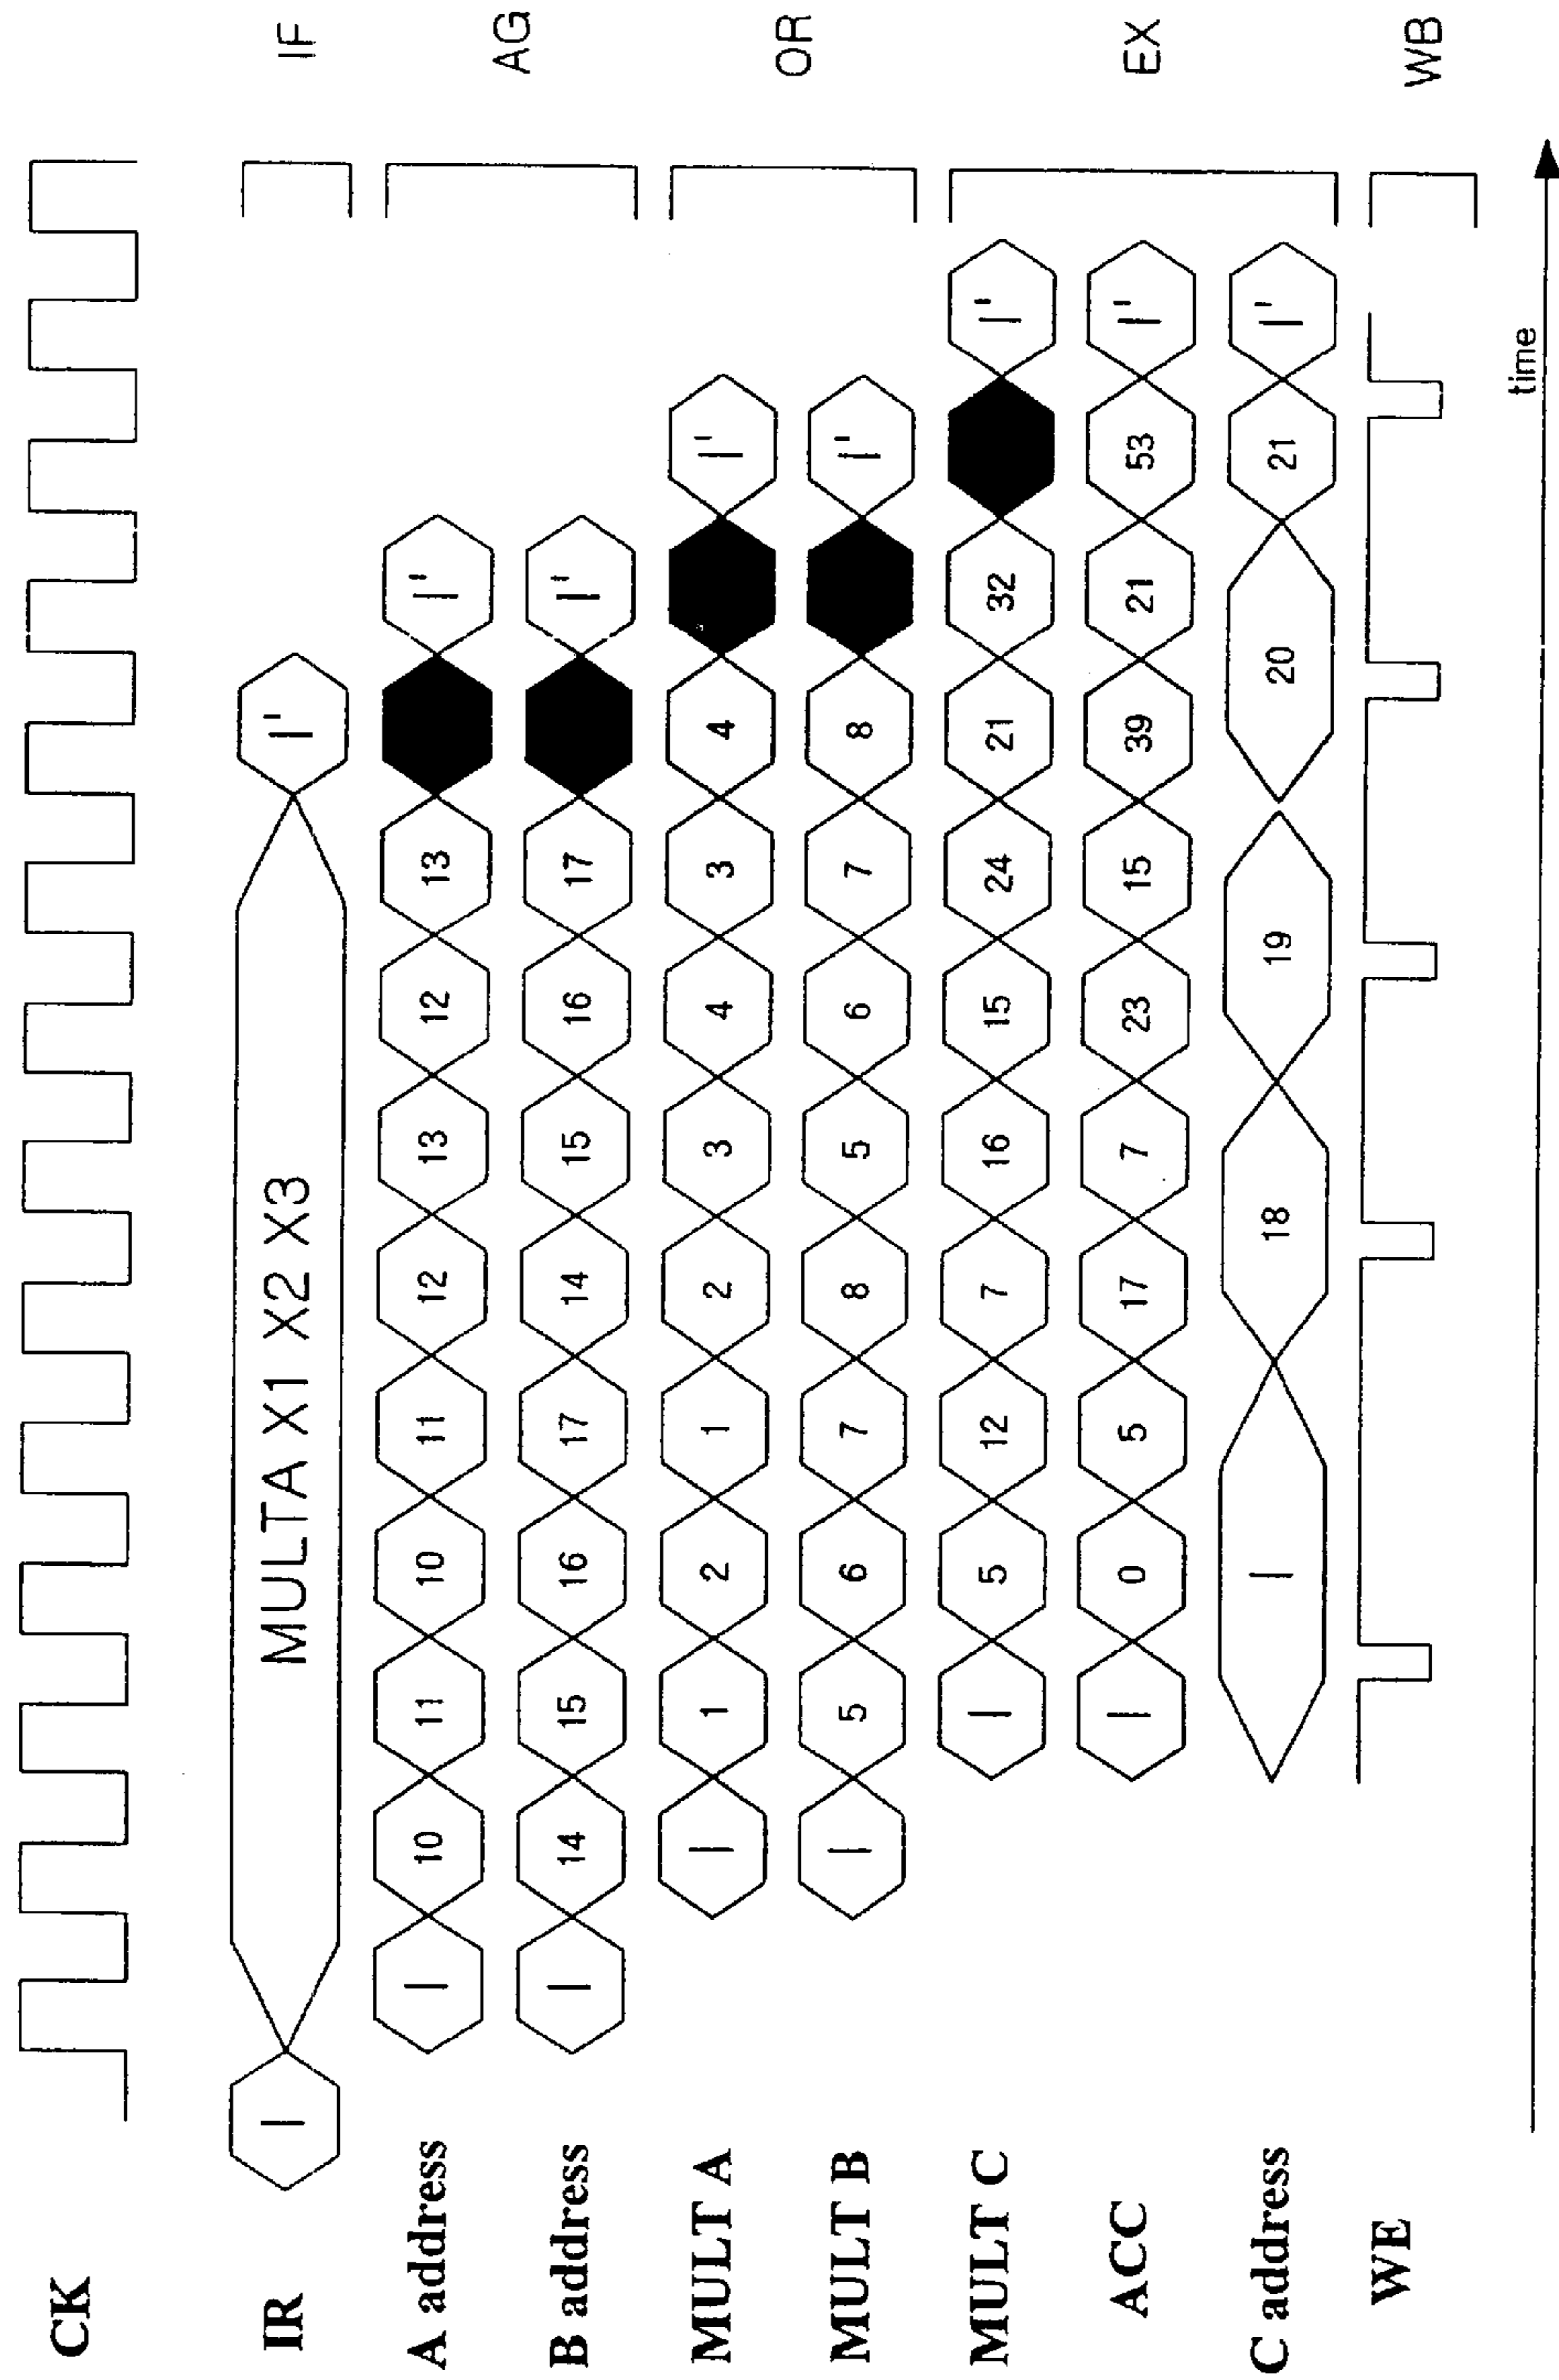 CK
IR I MULTA X1 X2 X3 I' IF
A address I 10 11 10 11 12 13 12 13 I'
AG
B address I 14 15 16 17 14 15 16 17 I'
MULT A I 1 2 1 2 3 4 3 4 I'
OR
MULT B I 5 6 7 8 5 6 7 8 I'
MULT C I 5 12 7 16 15 24 21 32 I'
ACC I 0 5 17 7 23 15 39 21 53 I' EX
C address I 18 19 20 21 I'
WE WB
time